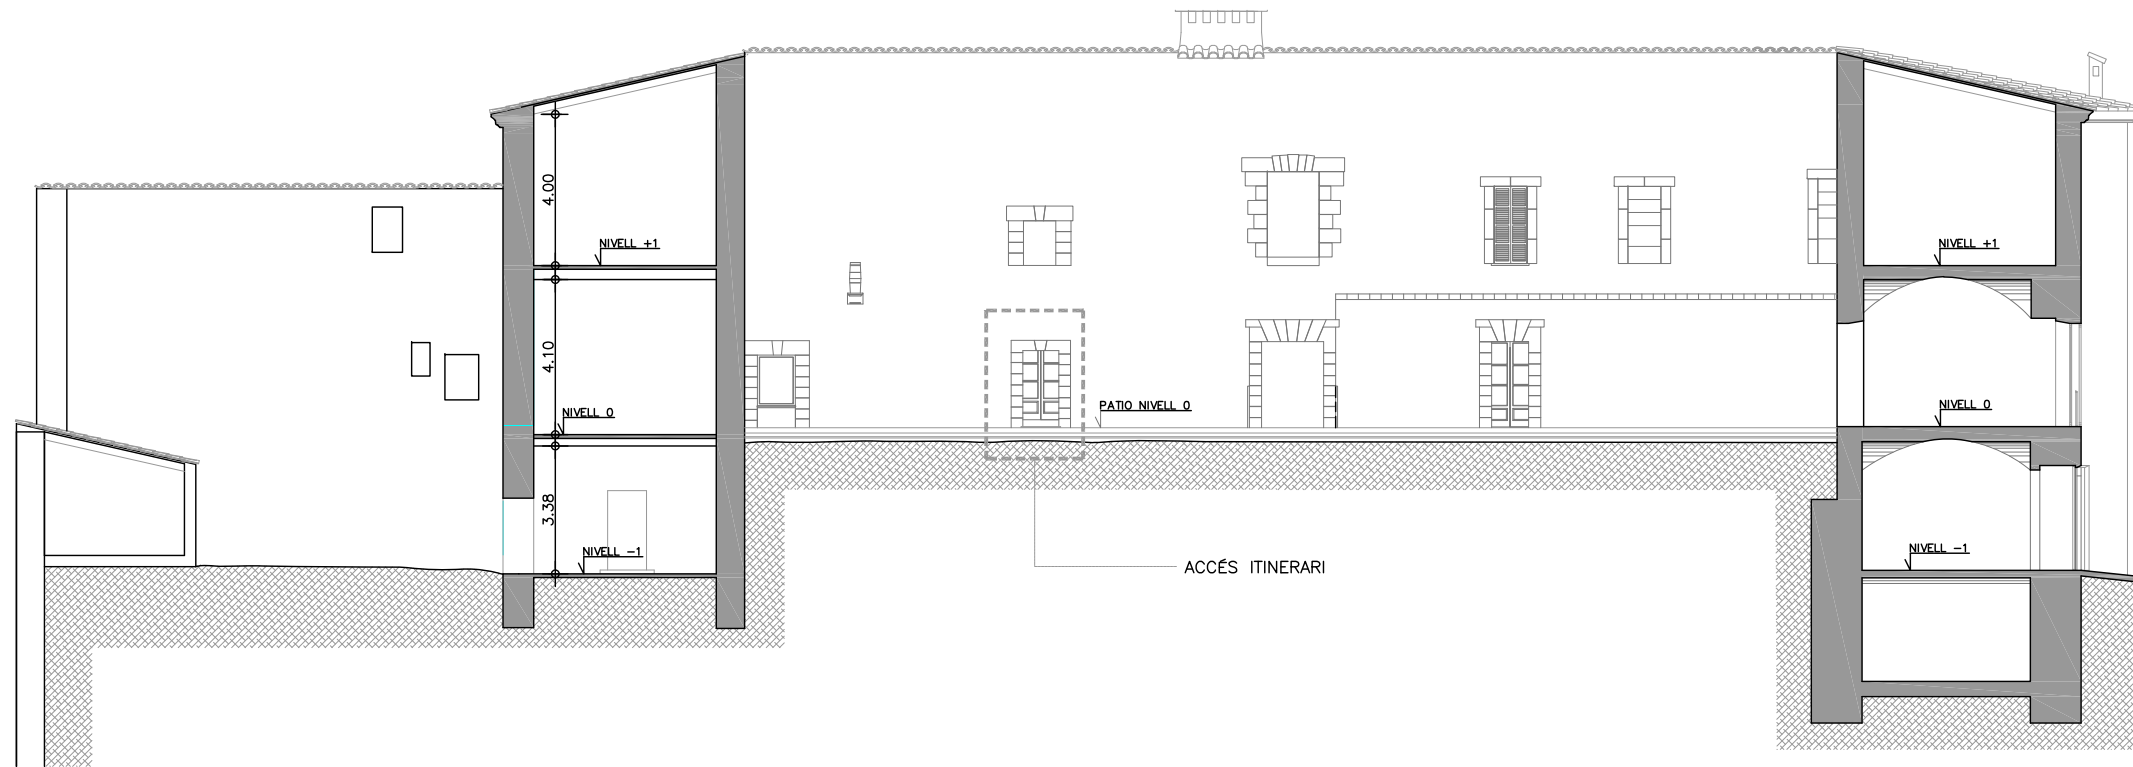 4.00
NIVELL +1
NIVELL +1
4.10
NIVELL 0
PATIO NIVELL 0
NIVELL 0
3.38
NIVELL -1
NIVELL -1
ACCÉS ITINERARI